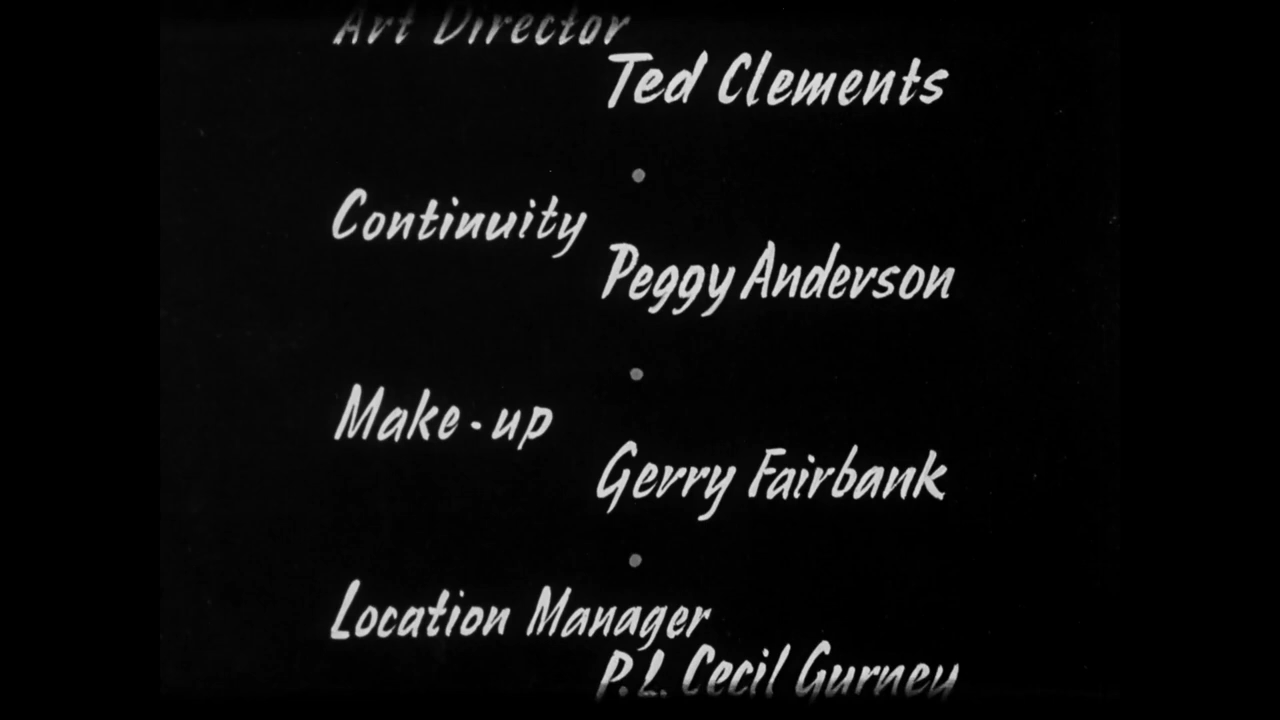 Art Director
Ted Clements
Continuity
Peggy Anderson
Make-up
Gerry Fairbank
Location Manager
P.L. Cecil Gurney